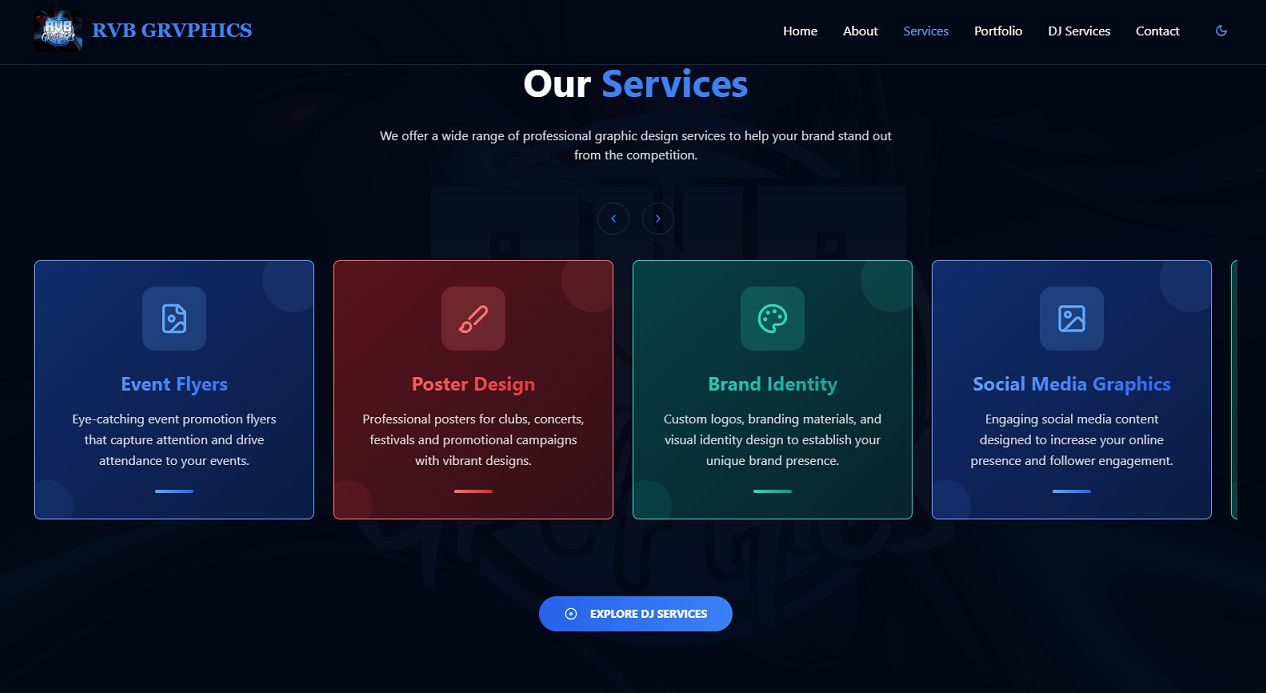 RVB
GRVPHICS
RVB GRVPHICS
Home
About
Services
Portfolio
DJ Services
Contact
Our Services
We offer a wide range of professional graphic design services to help your brand stand out
from the competition.
Event Flyers
Eye-catching event promotion flyers
that capture attention and drive
attendance to your events.
Poster Design
Professional posters for clubs, concerts,
festivals and promotional campaigns
with vibrant designs.
Brand Identity
Custom logos, branding materials, and
visual identity design to establish your
unique brand presence.
Social Media Graphics
Engaging social media content
designed to increase your online
presence and follower engagement.
EXPLORE DJ SERVICES